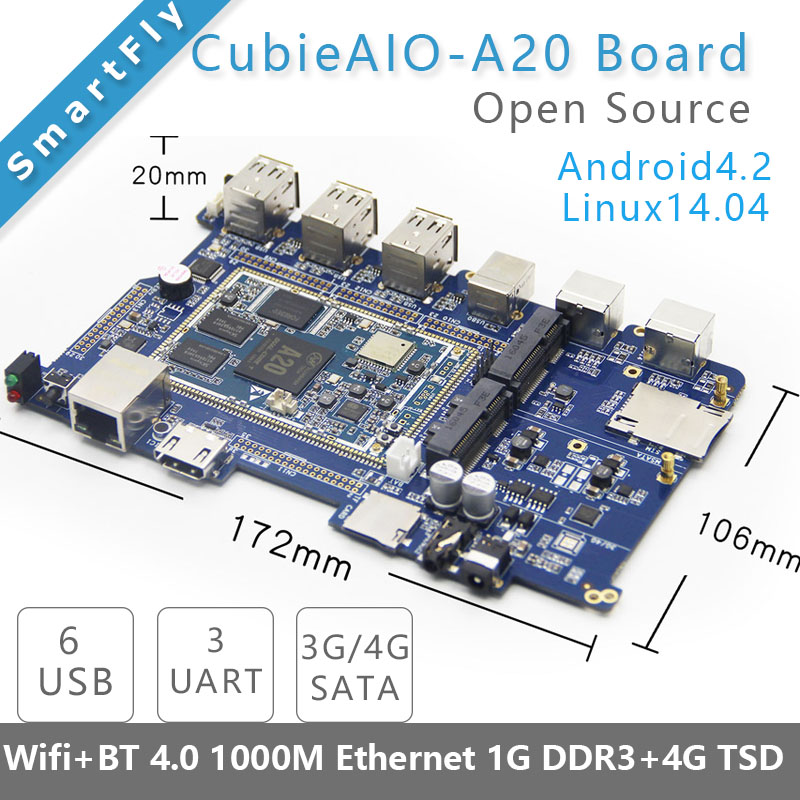 SmartFly
CubieAIO-A20 Board
Open Source
Android4.2
Linux14.04
20mm
A20
172mm
106mm
6
USB
3
UART
3G/4G
SATA
Wifi+BT 4.0 1000M Ethernet 1G DDR3+4G TSD